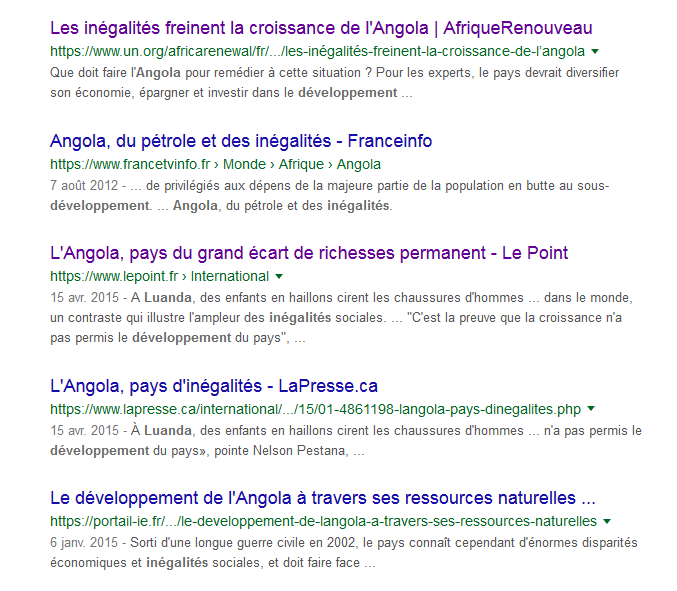 Les inégalités freinent la croissance de l'Angola | AfriqueRenouveau
https://www.un.org/africarenewal/fr/.../les-inégalités-freinent-la-croissance-de-l'angola
Que doit faire l'Angola pour remédier à cette situation ? Pour les experts, le pays devrait diversifier
son économie, épargner et investir dans le développement ...
Angola, du pétrole et des inégalités - Franceinfo
https://www.francetvinfo.fr › Monde › Afrique › Angola
7 août 2012 - ... de privilégiés aux dépens de la majeure partie de la population en butte au sous-
développement. ... Angola, du pétrole et des inégalités.
L'Angola, pays du grand écart de richesses permanent - Le Point
https://www.lepoint.fr › International
15 avr. 2015 - A Luanda, des enfants en haillons cirent les chaussures d'hommes ... dans le monde,
un contraste qui illustre l'ampleur des inégalités sociales. ... "C'est la preuve que la croissance n'a
pas permis le développement du pays", ...
L'Angola, pays d'inégalités - LaPresse.ca
https://www.lapresse.ca/international/.../15/01-4861198-langola-pays-dinegalites.php
15 avr. 2015 - À Luanda, des enfants en haillons cirent les chaussures d'hommes ... n'a pas permis le
développement du pays», pointe Nelson Pestana, ...
Le développement de l'Angola à travers ses ressources naturelles ...
https://portail-ie.fr/.../le-developpement-de-langola-a-travers-ses-ressources-naturelles
6 janv. 2015 - Sorti d'une longue guerre civile en 2002, le pays connaît cependant d'énormes disparités
économiques et inégalités sociales, et doit faire face ...